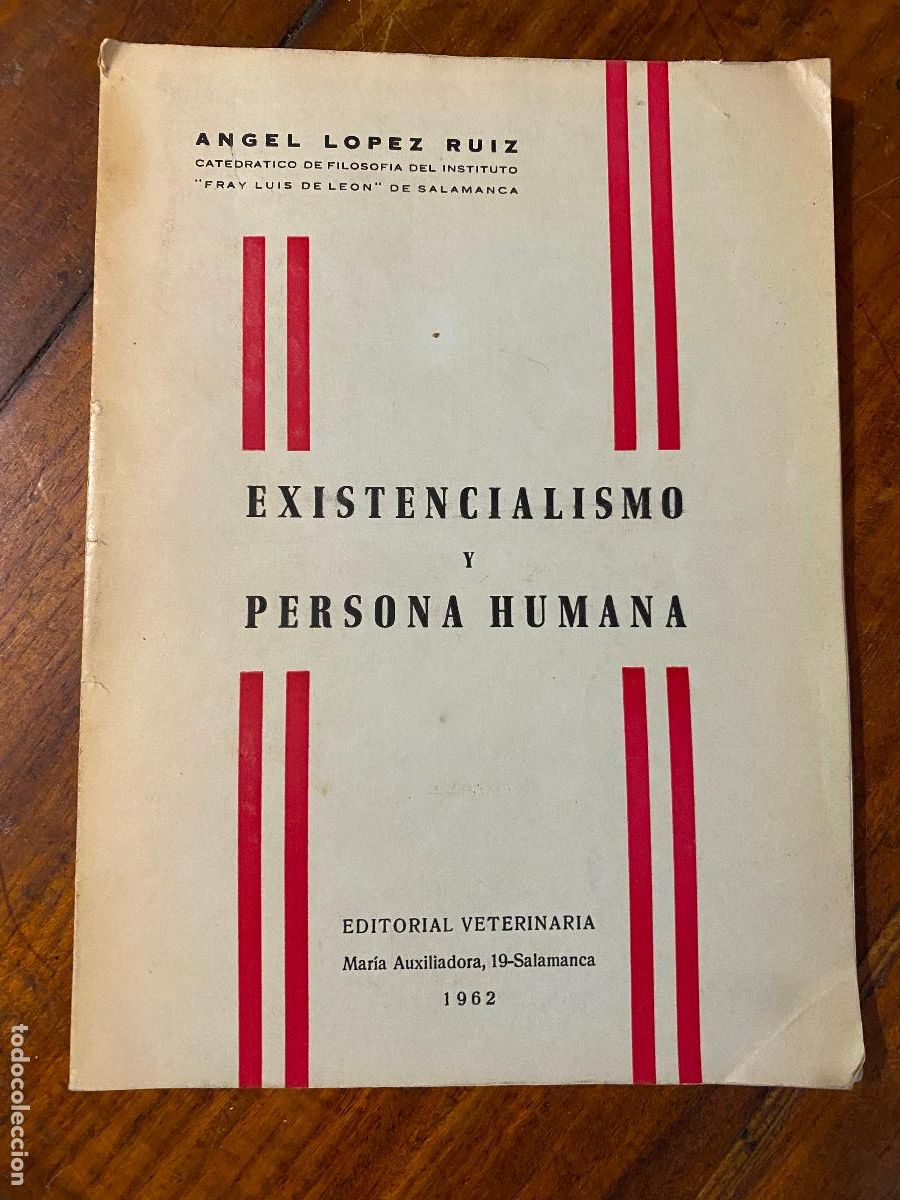 ANGEL LOPEZ RUIZ
CATEDRATICO DE FILOSOFIA DEL INSTITUTO
"FRAY LUIS DE LEON" DE SALAMANCA
EXISTENCIALISMO
Y
PERSONA HUMANA
EDITORIAL VETERINARIA
María Auxiliadora, 19-Salamanca
1962
todocoleccion